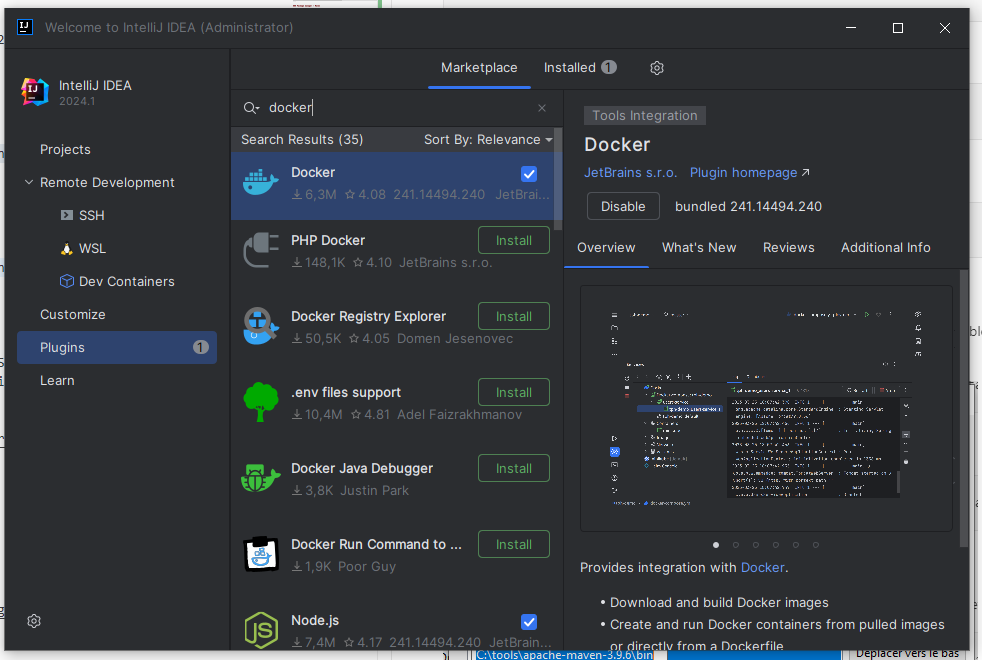 Welcome to IntelliJ IDEA (Administrator)
IntelliJ IDEA
2024.1
Projects
Remote Development
SSH
WSL
Dev Containers
Customize
Plugins 1
Learn
Marketplace Installed 1
docker
Search Results (35) Sort By: Relevance
Docker
6,3M 4.08 241.14494.240 JetBrai...
PHP Docker Install
148,1K 4.10 JetBrains s.r.o.
Docker Registry Explorer Install
50,5K 4.05 Domen Jesenovec
.env files support Install
10,4M 4.81 Adel Faizrakhmanov
Docker Java Debugger Install
3,8K Justin Park
Docker Run Command to ... Install
1,9K Poor Guy
Node.js
7,4M 4.17 241.14494.240 JetBrain...
Tools Integration
Docker
JetBrains s.r.o. Plugin homepage
Disable bundled 241.14494.240
Overview What's New Reviews Additional Info
Provides integration with Docker.
• Download and build Docker images
• Create and run Docker containers from pulled images
or directly from a Dockerfile
C:\tools\apache-maven-3.9.6\bin
Déplacer vers le bas